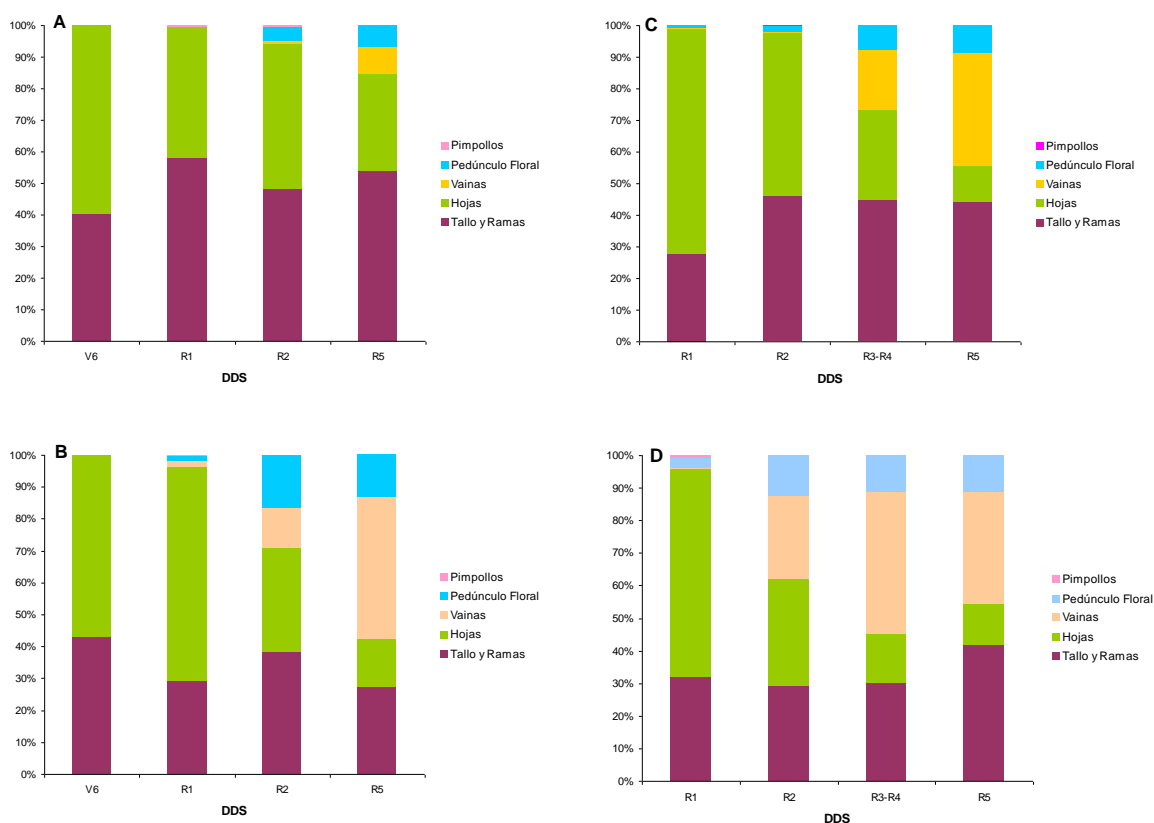 A
100%
90%
80%
70%
60%
50%
40%
30%
20%
10%
0%
V6 R1 R2 R5
DDS
Pimpollos
Pedúnculo Floral
Vainas
Hojas
Tallo y Ramas
C
100%
90%
80%
70%
60%
50%
40%
30%
20%
10%
0%
R1 R2 R3-R4 R5
DDS
Pimpollos
Pedúnculo Floral
Vainas
Hojas
Tallo y Ramas
B
100%
90%
80%
70%
60%
50%
40%
30%
20%
10%
0%
V6 R1 R2 R5
DDS
Pimpollos
Pedúnculo Floral
Vainas
Hojas
Tallo y Ramas
D
100%
90%
80%
70%
60%
50%
40%
30%
20%
10%
0%
R1 R2 R3-R4 R5
DDS
Pimpollos
Pedúnculo Floral
Vainas
Hojas
Tallo y Ramas